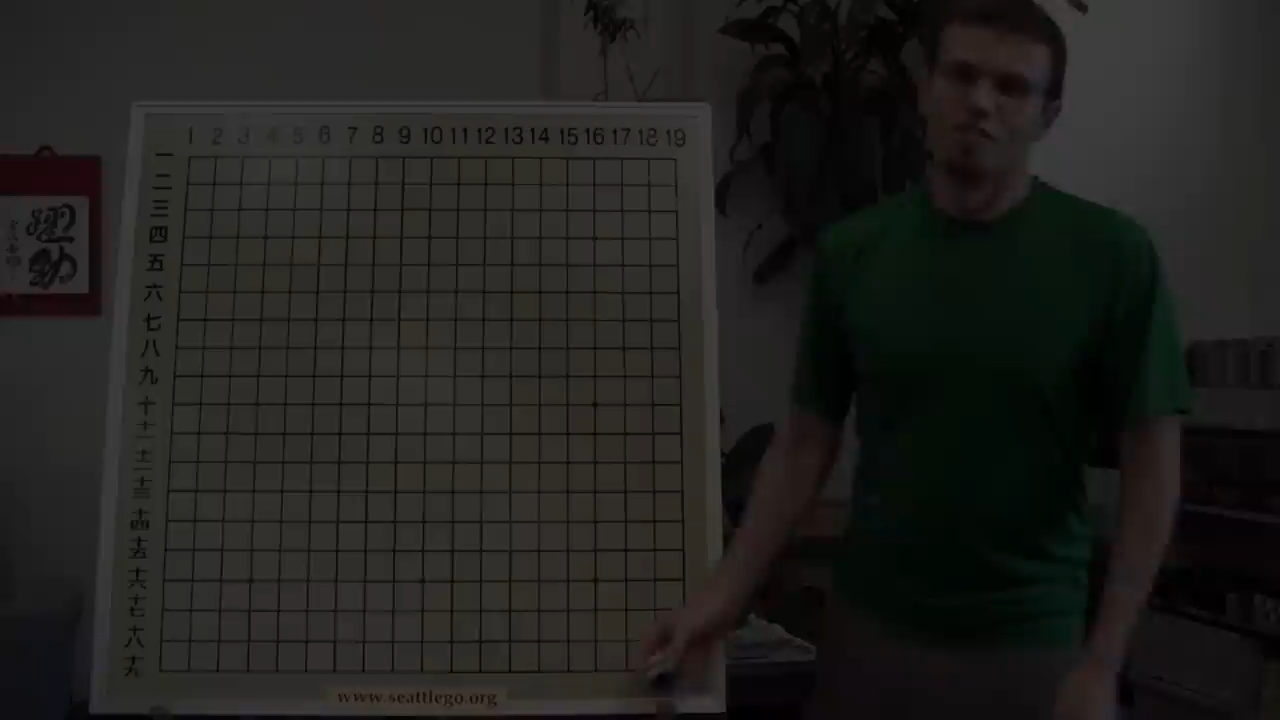 1 2 3 4 5 6 7 8 9 10 11 12 13 14 15 16 17 18 19
一
二
三
四
五
六
七
八
九
十
十一
十二
十三
十四
十五
十六
十七
十八
十九
www.seattlego.org